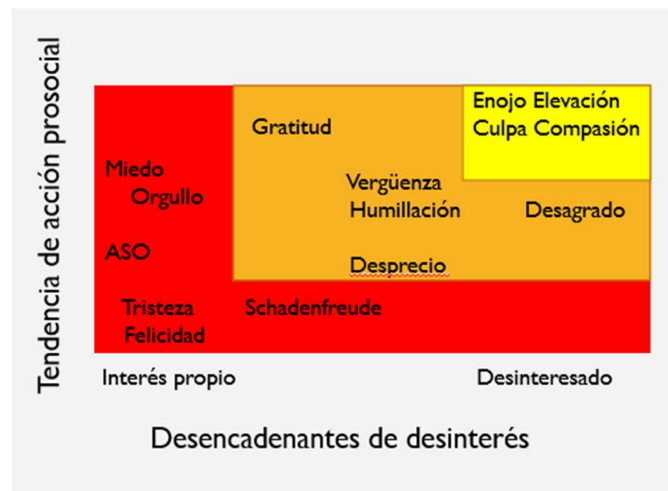 Tendencia de acción prosocial
Enojo Elevación
Culpa Compasión
Gratitud
Miedo
Orgullo
Vergüenza
Humillación
Desagrado
ASO
Desprecio
Tristeza
Felicidad
Schadenfreude
Interés propio
Desinteresado
Desencadenantes de desinterés